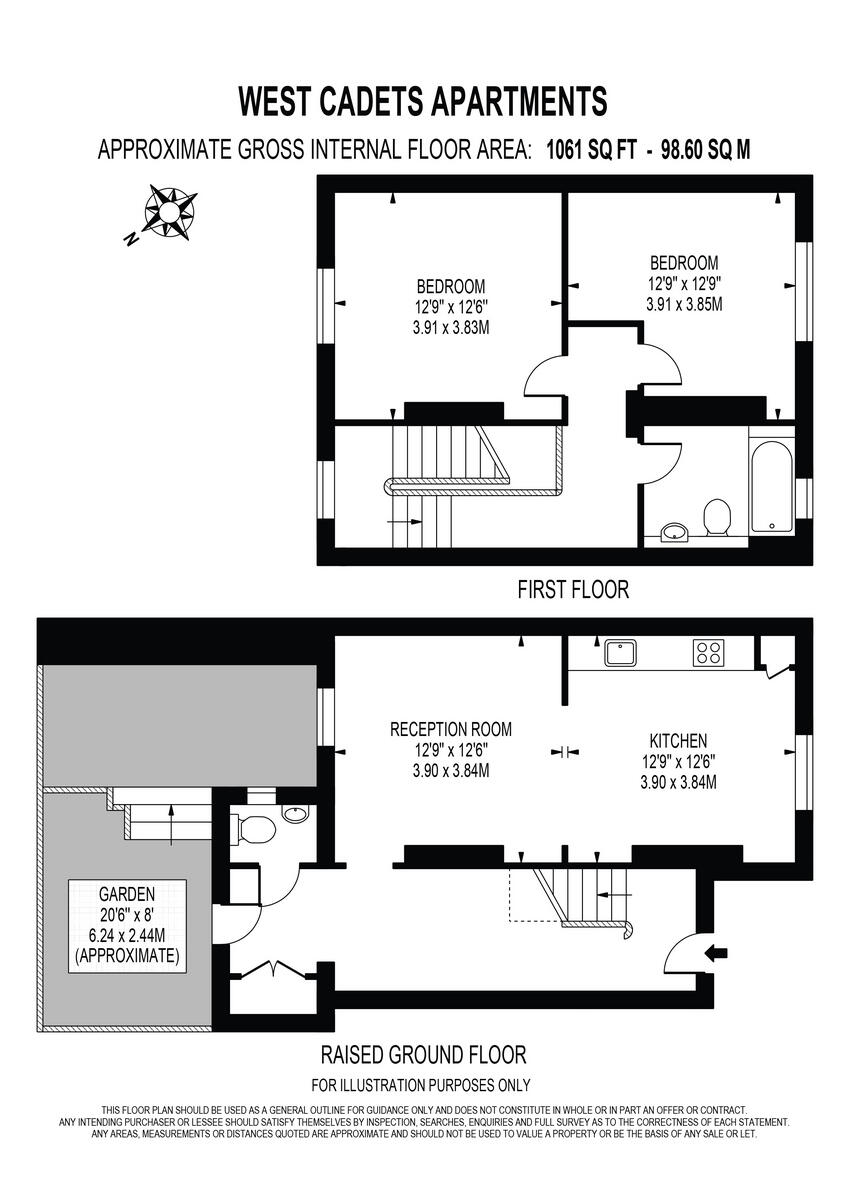 WEST CADETS APARTMENTS
APPROXIMATE GROSS INTERNAL FLOOR AREA: 1061 SQ FT - 98.60 SQ M
N
BEDROOM
12'9" x 12'6"
3.91 x 3.83M
BEDROOM
12'9" x 12'9"
3.91 x 3.85M
FIRST FLOOR
RECEPTION ROOM
12'9" x 12'6"
3.90 x 3.84M
KITCHEN
12'9" x 12'6"
3.90 x 3.84M
GARDEN
20'6" x 8'
6.24 x 2.44M
(APPROXIMATE)
RAISED GROUND FLOOR
FOR ILLUSTRATION PURPOSES ONLY
THIS FLOOR PLAN SHOULD BE USED AS A GENERAL OUTLINE FOR GUIDANCE ONLY AND DOES NOT CONSTITUTE IN WHOLE OR IN PART AN OFFER OR CONTRACT.
ANY INTENDING PURCHASER OR LESSEE SHOULD SATISFY THEMSELVES BY INSPECTION, SEARCHES, ENQUIRIES AND FULL SURVEY AS TO THE CORRECTNESS OF EACH STATEMENT.
ANY AREAS, MEASUREMENTS OR DISTANCES QUOTED ARE APPROXIMATE AND SHOULD NOT BE USED TO VALUE A PROPERTY OR BE THE BASIS OF ANY SALE OR LET.